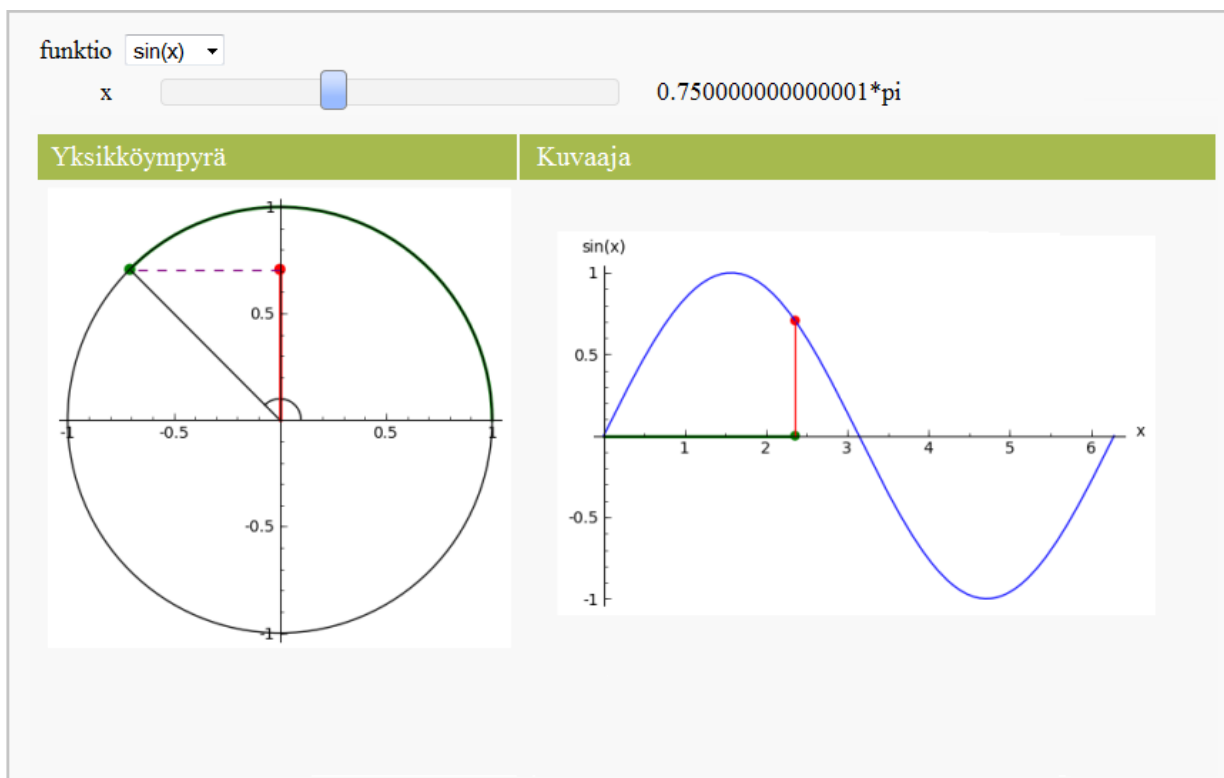 funktio sin(x)
x 0.750000000000001*pi
Yksikköympyrä Kuvaaja
1
0.5
-1 -0.5 0.5 1
-0.5
-1
sin(x)
1
0.5
1 2 3 4 5 6 x
-0.5
-1